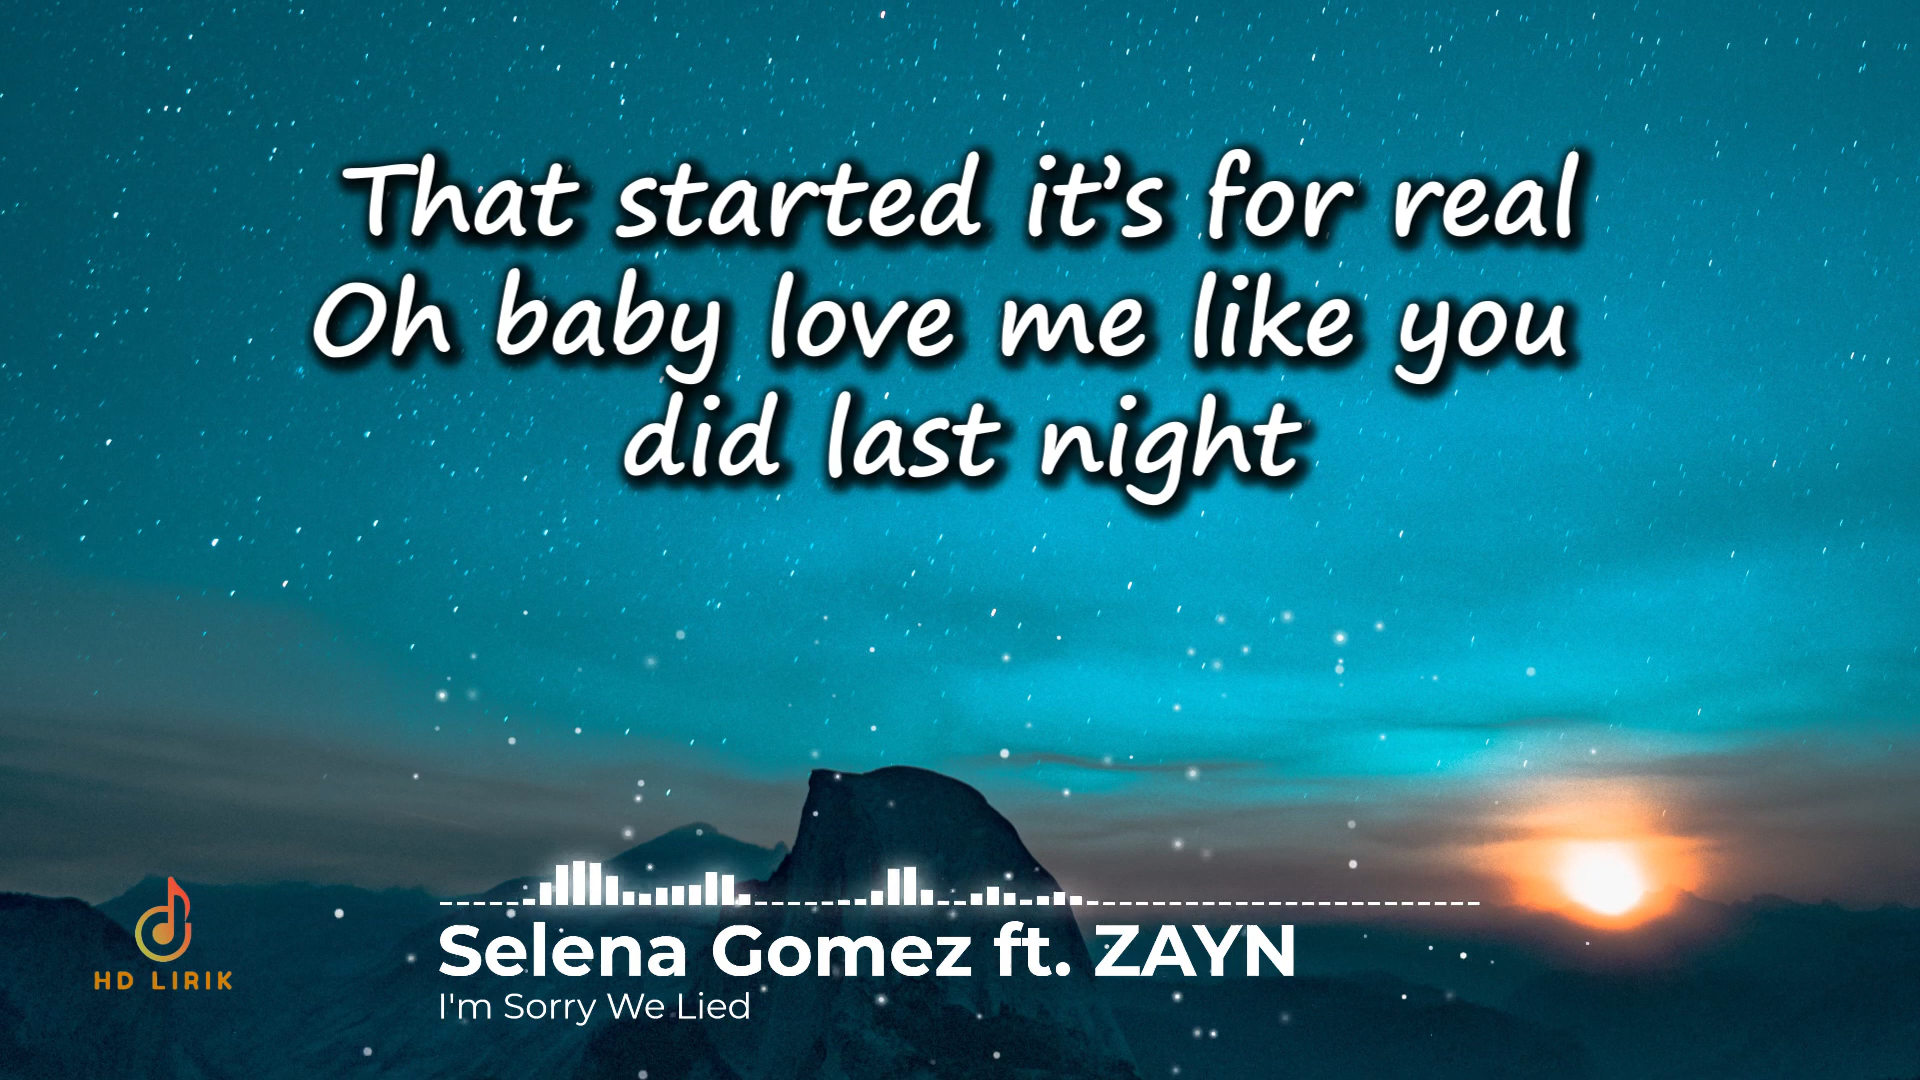 That started it’s for real
Oh baby love me like you
did last night
Selena Gomez ft. ZAYN
I'm Sorry We Lied
HD LIRIK